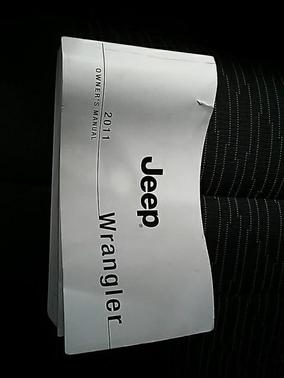 2011
OWNER'S MANUAL
Jeep®
Wrangler